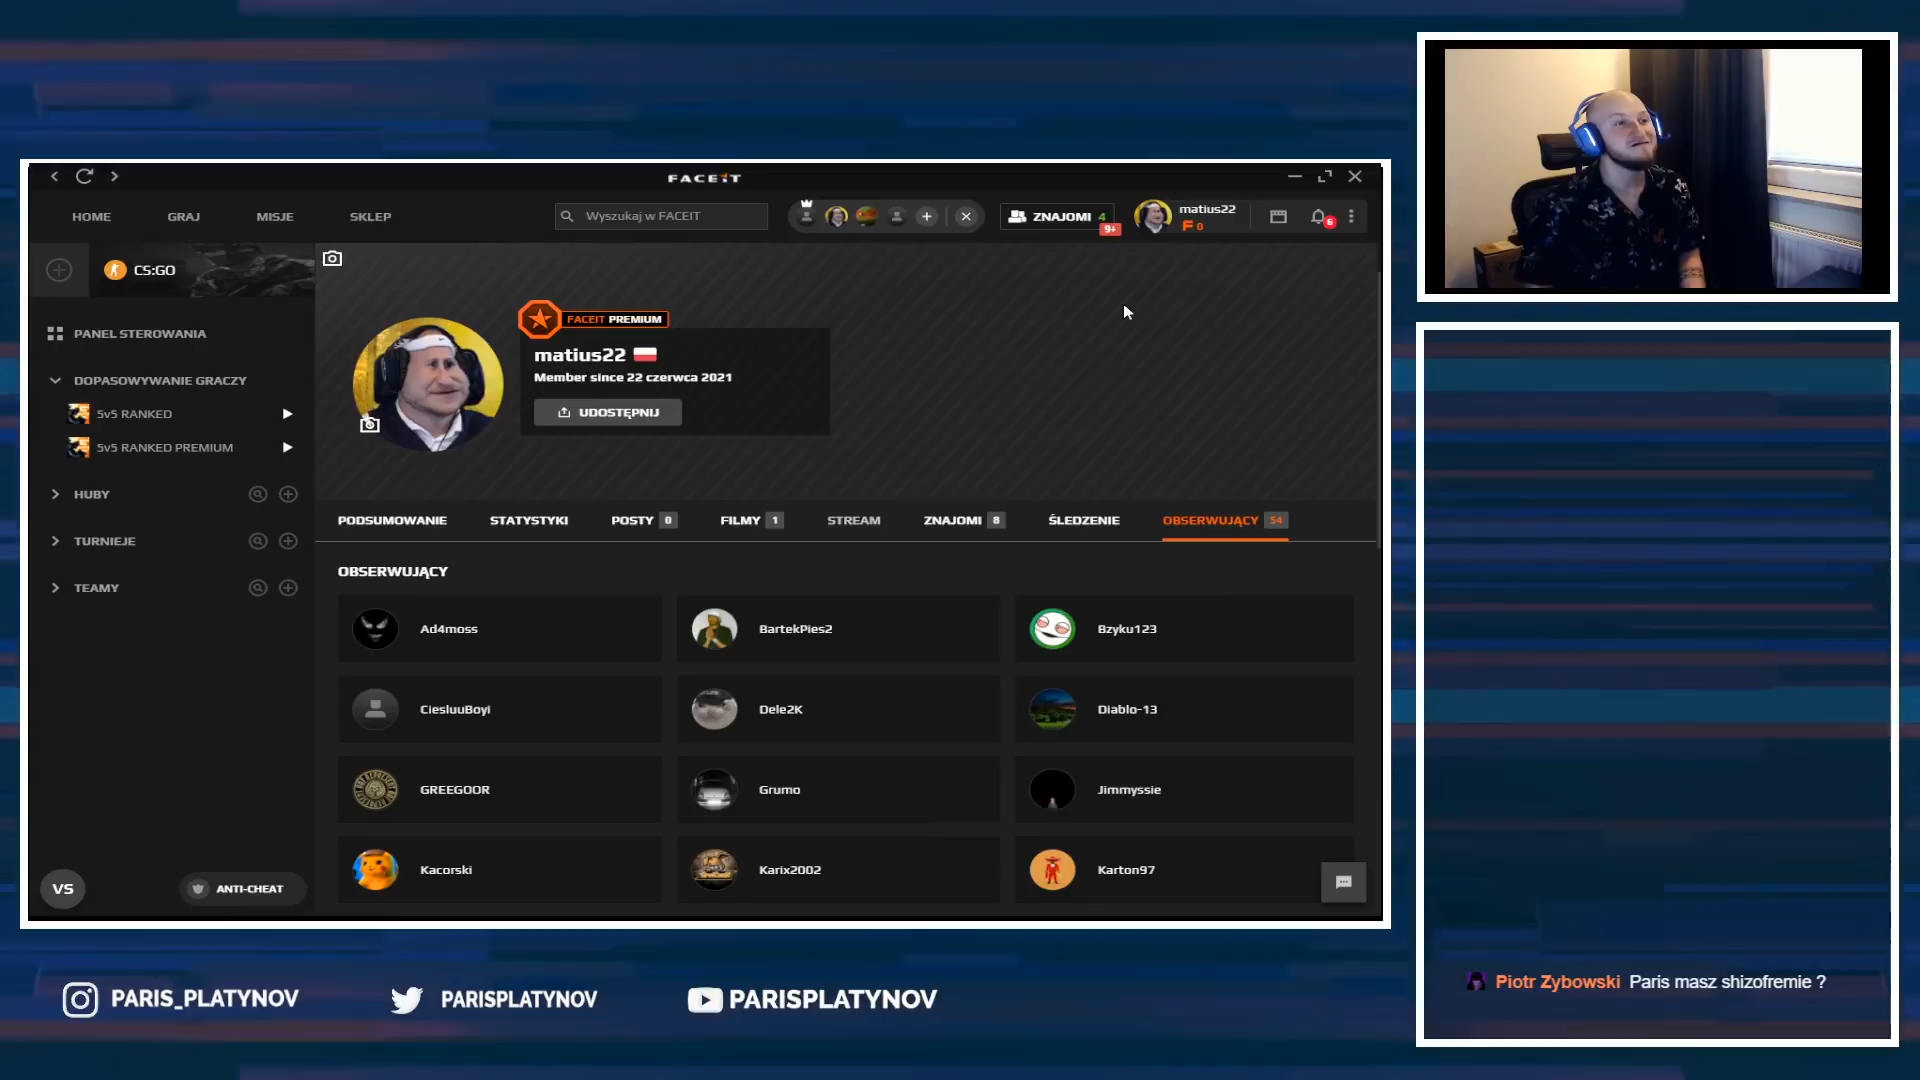 FACEIT
HOME
GRAJ
MISJE
SKLEP
Wyszukaj w FACEIT
ZNAJOMI 4
9+
matius22
0
6
CS:GO
PANEL STEROWANIA
DOPASOWYWANIE GRACZY
5v5 RANKED
5v5 RANKED PREMIUM
HUBY
TURNIEJE
TEAMY
VS
ANTI-CHEAT
FACEIT PREMIUM
matius22
Member since 22 czerwca 2021
UDOSTĘPNIJ
PODSUMOWANIE
STATYSTYKI
POSTY 0
FILMY 1
STREAM
ZNAJOMI 8
ŚLEDZENIE
OBSERWUJĄCY 54
OBSERWUJĄCY
Ad4moss
BartekPies2
Bzyku123
CiesluuBoyi
Dele2K
Diablo-13
GREEGOOR
Grumo
Jimmyssie
Kacorski
Karix2002
Karton97
PARIS_PLATYNOV
PARISPLATYNOV
PARISPLATYNOV
Piotr Zybowski Paris masz shizofremie ?